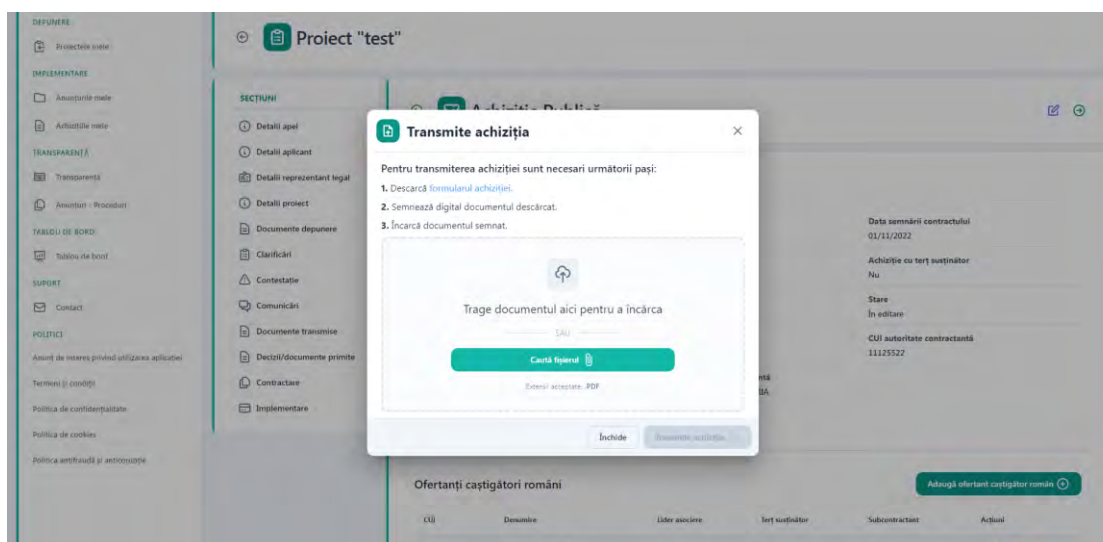 DEPUNERE
Proiectele mele
IMPLEMENTARE
Anunțurile mele
Achizițiile mele
TRANSPARENȚĂ
Transparență
Anunțuri - Proceduri
TABLOU DE BORD
Tablou de bord
SUPORT
Contact
POLITICI
Anunț de interes privind utilizarea aplicației
Termeni și condiții
Politica de confidențialitate
Politica de cookies
Politica antifraudă și anticorupție
Proiect "test"
SECȚIUNI
Detalii apel
Detalii aplicant
Detalii reprezentant legal
Detalii proiect
Documente depunere
Clarificări
Contestație
Comunicări
Documente transmise
Decizii/documente primite
Contractare
Implementare
Achiziție Publică
Transmite achiziția
Pentru transmiterea achiziției sunt necesari următorii pași:
1. Descarcă formularul achiziției.
2. Semnează digital documentul descărcat.
3. Încarcă documentul semnat.
Trage documentul aici pentru a încărca
SAU
Caută fișierul
Extensii acceptate: .PDF
Închide
Transmite achiziția
Data semnării contractului
01/11/2022
Achiziție cu terț susținător
Nu
Stare
În editare
CUI autoritate contractantă
11125522
Ofertanți caștigători români
Adaugă ofertant caștigător român
CUI Denumire Lider asociere Terț susținător Subcontractant Acțiuni